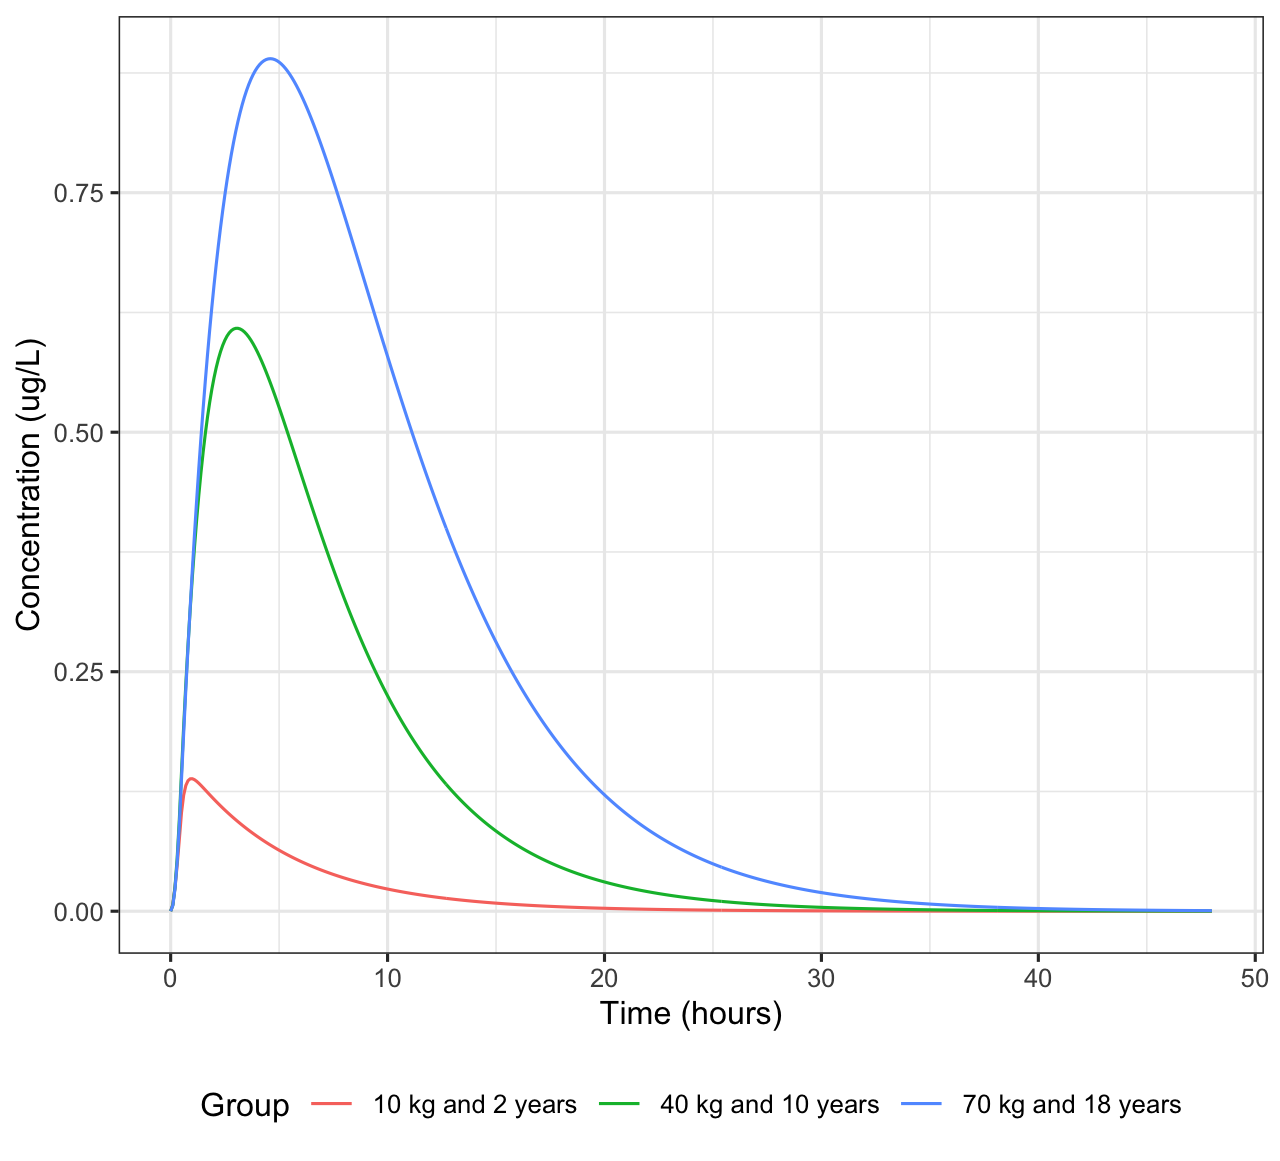 Concentration (ug/L)
0.75
0.50
0.25
0.00
0 10 20 30 40 50
Time (hours)
Group 10 kg and 2 years 40 kg and 10 years 70 kg and 18 years